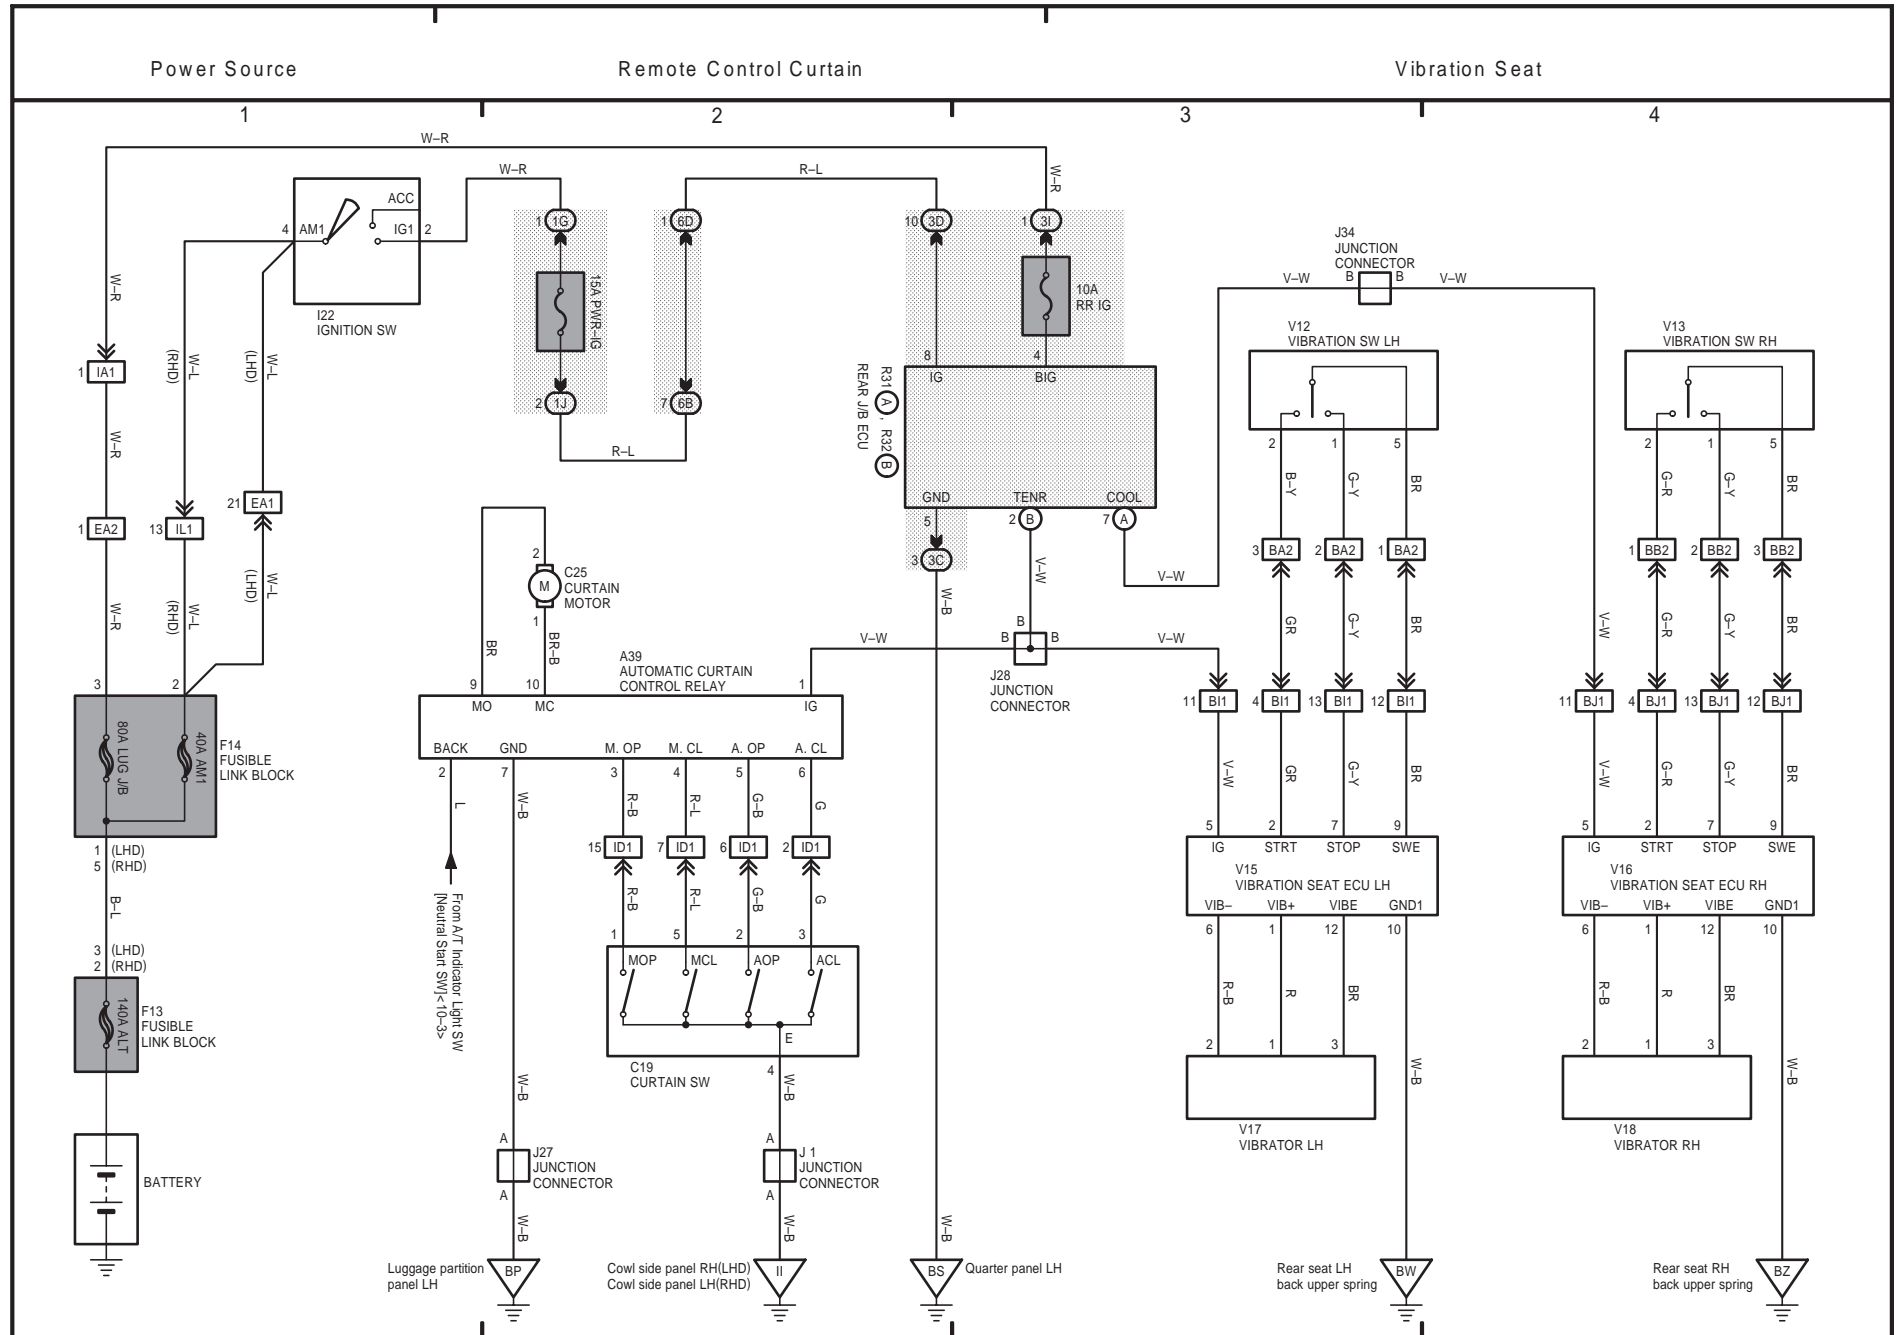 Power Source
Remote Control Curtain
Vibration Seat
1
2
3
4
W–R
W–R
R–L
W–R
ACC
4
AM1
IG1
2
I22
IGNITION SW
W–R
W–L
(RHD)
W–L
(LHD)
1
IA1
W–R
1
EA2
13
IL1
21
EA1
W–R
W–L
(RHD)
W–L
(LHD)
3
2
80A LUG J/B
40A AM1
F14
FUSIBLE
LINK BLOCK
1 (LHD)
5 (RHD)
B–L
3 (LHD)
2 (RHD)
140A ALT
F13
FUSIBLE
LINK BLOCK
BATTERY
1
1G
15A PWR–IG
2
1J
R–L
1
6D
7
6B
10
3D
1
3I
10A
RR IG
8
4
IG
BIG
R31 A , R32 B
REAR J/B ECU
GND
TENR
COOL
5
2
B
7
A
3
3C
V–W
W–B
V–W
2
C25
CURTAIN
MOTOR
M
1
BR
BR–B
A39
AUTOMATIC CURTAIN
CONTROL RELAY
9
10
1
MO
MC
IG
BACK
GND
M. OP
M. CL
A. OP
A. CL
2
7
3
4
5
6
L
W–B
R–B
R–L
G–B
G
15
ID1
7
ID1
6
ID1
2
ID1
R–B
R–L
G–B
G
From A/T Indicator Light SW
[Neutral Start SW]<10–3>
1
5
2
3
MOP
MCL
AOP
ACL
E
C19
CURTAIN SW
4
W–B
W–B
A
J27
JUNCTION
CONNECTOR
A
A
J 1
JUNCTION
CONNECTOR
A
W–B
W–B
W–B
Luggage partition
panel LH
BP
Cowl side panel RH(LHD)
Cowl side panel LH(RHD)
II
BS
Quarter panel LH
V–W
B
B
B
V–W
J28
JUNCTION
CONNECTOR
J34
JUNCTION
CONNECTOR
V–W
B
B
V–W
V12
VIBRATION SW LH
V13
VIBRATION SW RH
2
1
5
2
1
5
B–Y
G–Y
BR
G–R
G–Y
BR
3
BA2
2
BA2
1
BA2
1
BB2
2
BB2
3
BB2
GR
G–Y
BR
V–W
G–R
G–Y
BR
11
BI1
4
BI1
13
BI1
12
BI1
11
BJ1
4
BJ1
13
BJ1
12
BJ1
V–W
GR
G–Y
BR
V–W
G–R
G–Y
BR
5
2
7
9
5
2
7
9
IG
STRT
STOP
SWE
IG
STRT
STOP
SWE
V15
VIBRATION SEAT ECU LH
V16
VIBRATION SEAT ECU RH
VIB–
VIB+
VIBE
GND1
VIB–
VIB+
VIBE
GND1
6
1
12
10
6
1
12
10
R–B
R
BR
R–B
R
BR
2
1
3
2
1
3
W–B
W–B
V17
VIBRATOR LH
V18
VIBRATOR RH
Rear seat LH
back upper spring
BW
Rear seat RH
back upper spring
BZ